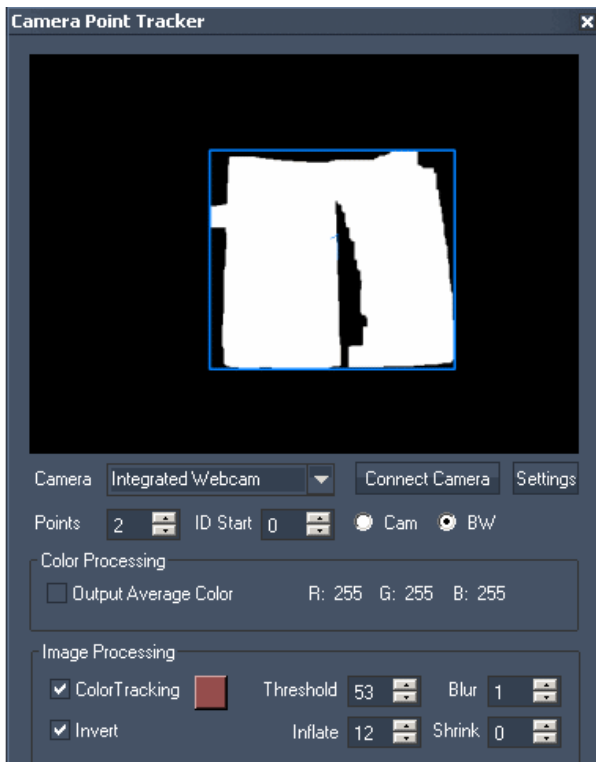 Camera Point Tracker
Camera Integrated Webcam Connect Camera Settings
Points 2 ID Start 0 Cam BW
Color Processing
Output Average Color R: 255 G: 255 B: 255
Image Processing
ColorTracking Threshold 53 Blur 1
Invert Inflate 12 Shrink 0